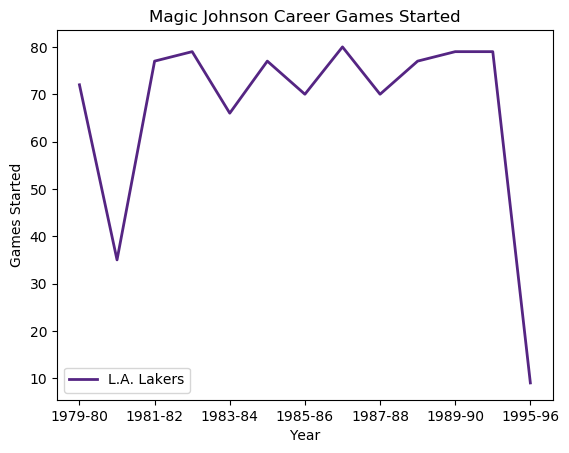 Magic Johnson Career Games Started
80
70
60
50
40
30
20
10
Games Started
L.A. Lakers
1979-80 1981-82 1983-84 1985-86 1987-88 1989-90 1995-96
Year